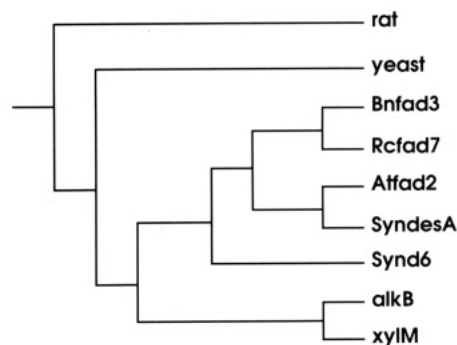 rat
yeast
Bnfad3
Rcfad7
Atfad2
SyndesA
Synd6
alkB
xylM